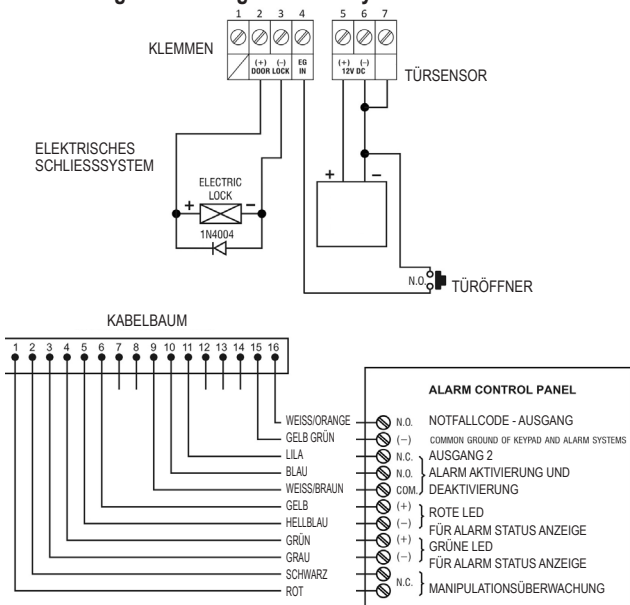 1 2 3 4 5 6 7
KLEMMEN
(+) (–) EG (+) (–)
DOOR LOCK IN 12V DC
TÜRSENSOR
ELEKTRISCHES
SCHLIESSSYSTEM
ELECTRIC
LOCK
+ –
1N4004
+ –
N.O. TÜRÖFFNER
KABELBAUM
1 2 3 4 5 6 7 8 9 10 11 12 13 14 15 16
ALARM CONTROL PANEL
WEISS/ORANGE N.O. NOTFALLCODE - AUSGANG
GELB GRÜN (–) COMMON GROUND OF KEYPAD AND ALARM SYSTEMS
LILA N.C. AUSGANG 2
BLAU N.O. ALARM AKTIVIERUNG UND
WEISS/BRAUN COM. DEAKTIVIERUNG
GELB (+) ROTE LED
HELLBLAU (–) FÜR ALARM STATUS ANZEIGE
GRÜN (+) GRÜNE LED
GRAU (–) FÜR ALARM STATUS ANZEIGE
SCHWARZ
ROT N.C. MANIPULATIONSÜBERWACHUNG